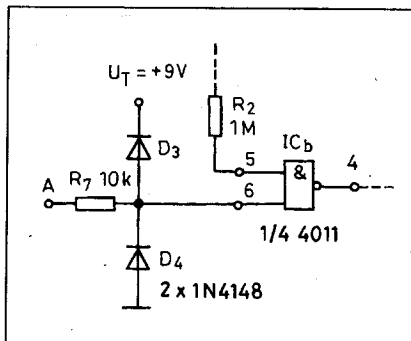 U_T = +9V
R2
1M
D3
ICb
5
&
4
A
R7 10k
6
1/4 4011
D4
2 x 1N4148